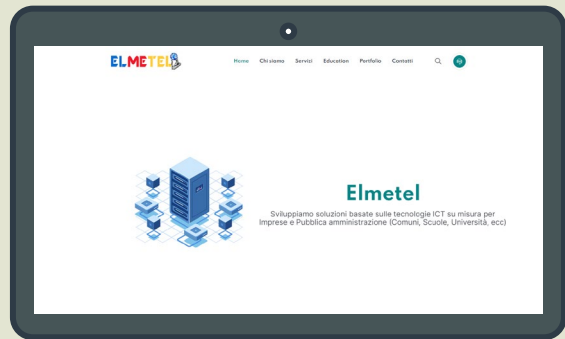 ELMETEL
Home Chi siamo Servizi Education Portfolio Contatti
Elmetel
Sviluppiamo soluzioni basate sulle tecnologie ICT su misura per
Imprese e Pubblica amministrazione (Comuni, Scuole, Università, ecc)